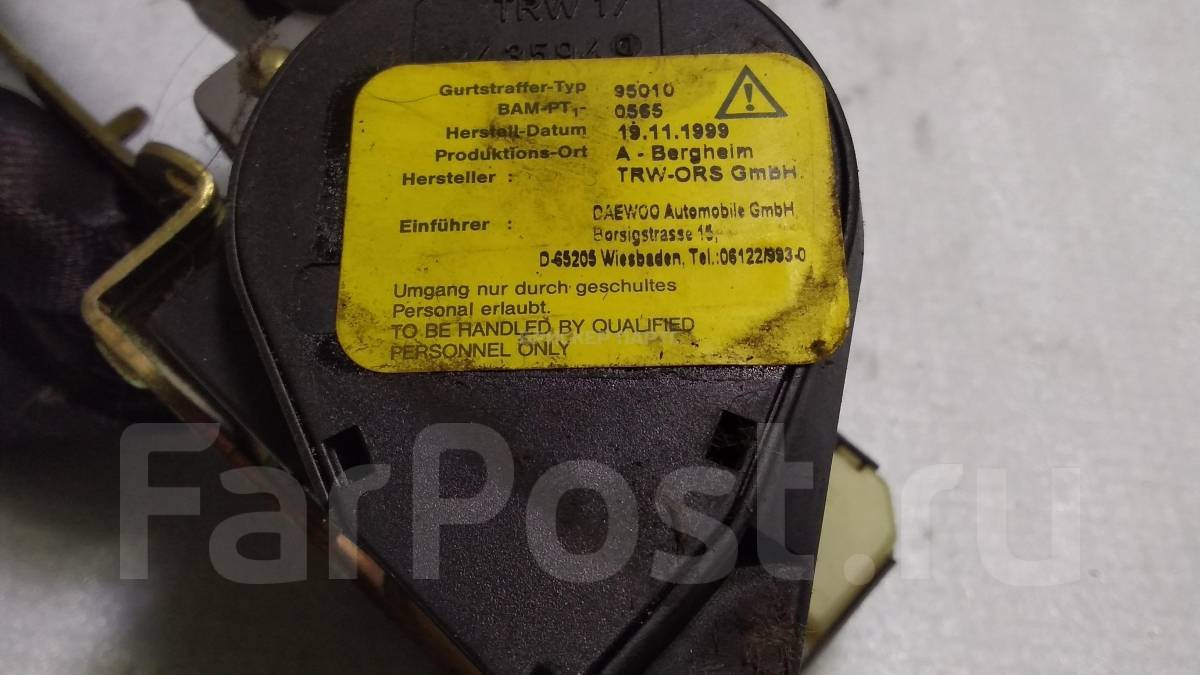 TRW 17
Gurtstraffer-Typ 95010
BAM-PT1- 0565
Herstell-Datum 19.11.1999
Produktions-Ort A - Bergheim
Hersteller : TRW-ORS GmbH
Einführer : DAEWOO Automobile GmbH
Borsigstrasse 15,
D-65205 Wiesbaden, Tel.:06122/993-0
Umgang nur durch geschultes
Personal erlaubt.
TO BE HANDLED BY QUALIFIED
PERSONNEL ONLY
FarPost.ru